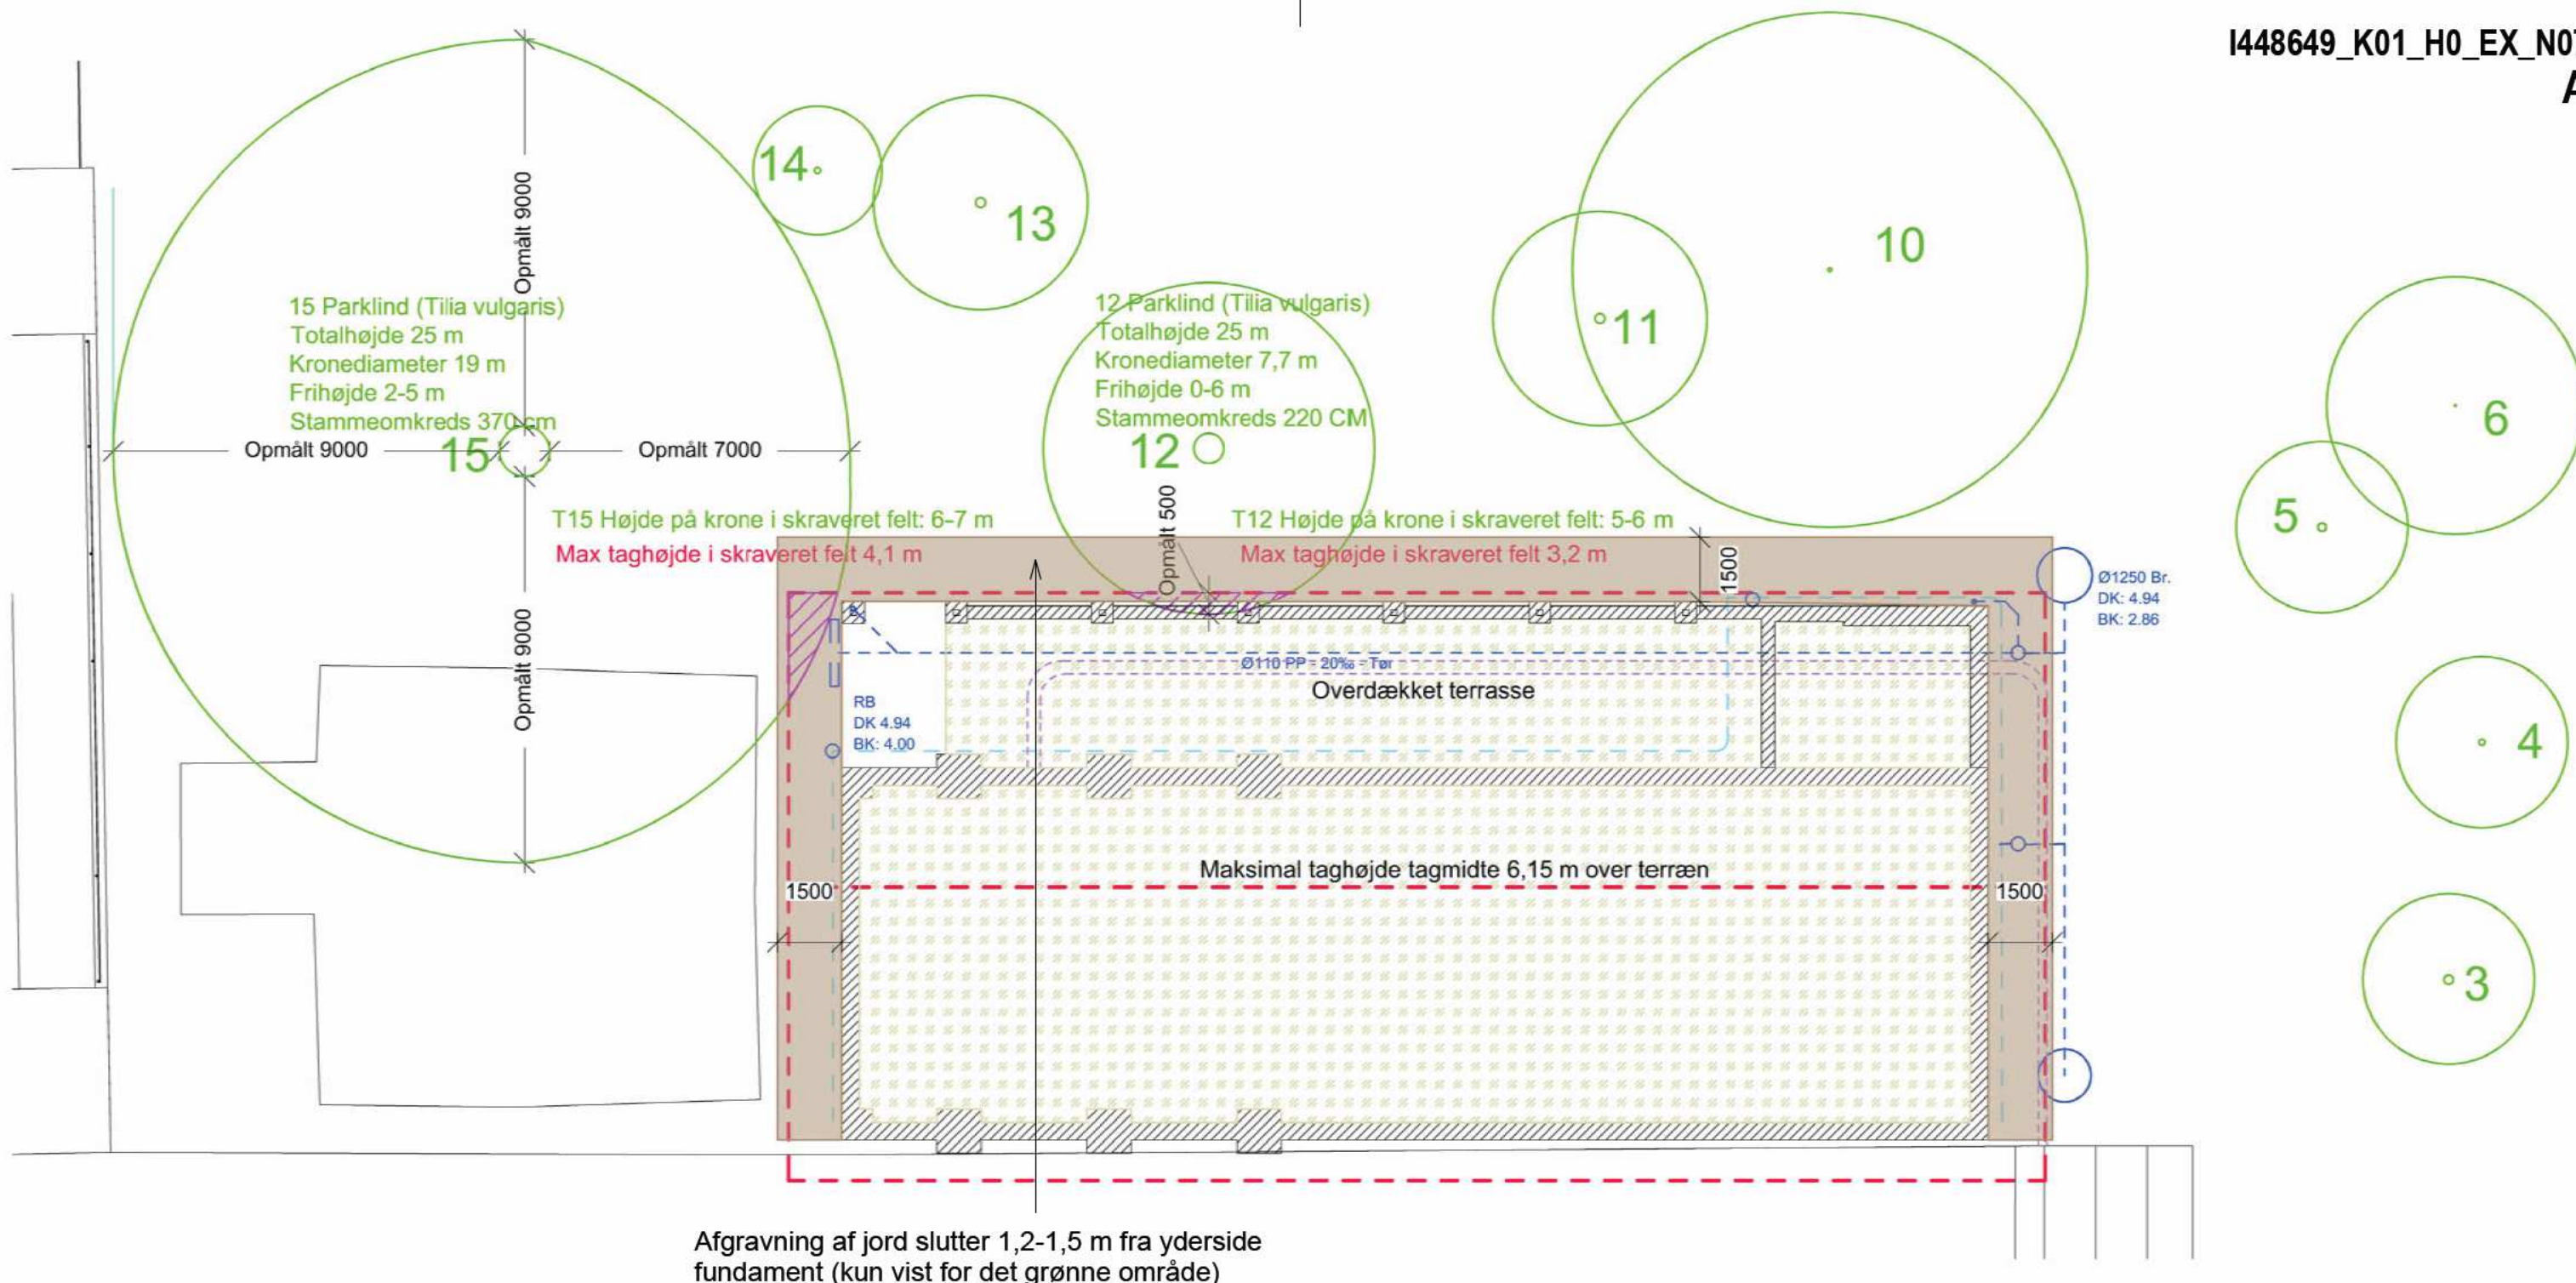 I448649_K01_H0_EX_N0
14
13
10
Opmålt 9000
15 Parklind (Tilia vulgaris)
Totalhøjde 25 m
Kronediameter 19 m
Frihøjde 2-5 m
Stammeomkreds 370 cm
12 Parklind (Tilia vulgaris)
Totalhøjde 25 m
Kronediameter 7,7 m
Frihøjde 0-6 m
Stammeomkreds 220 CM
11
6
Opmålt 9000
15
Opmålt 7000
12
Opmålt 500
5
T15 Højde på krone i skraveret felt: 6-7 m
Max taghøjde i skraveret felt 4,1 m
T12 Højde på krone i skraveret felt: 5-6 m
Max taghøjde i skraveret felt 3,2 m
1500
Ø1250 Br.
DK: 4.94
BK: 2.86
Opmålt 9000
Ø110 PP - 20‰ - Tør
Overdækket terrasse
RB
DK 4.94
BK: 4.00
4
Maksimal taghøjde tagmidte 6,15 m over terræn
1500
1500
3
Afgravning af jord slutter 1,2-1,5 m fra yderside
fundament (kun vist for det grønne område)